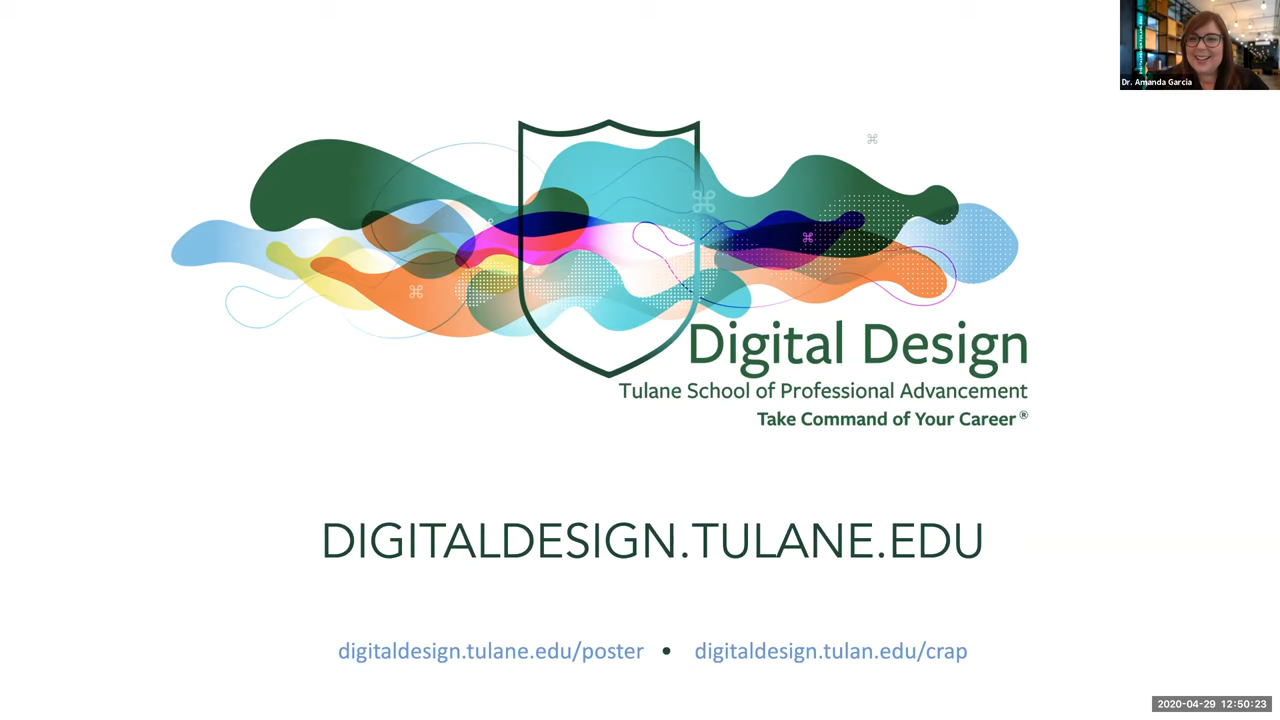 Dr. Amanda Garcia
Digital Design
Tulane School of Professional Advancement
Take Command of Your Career ®
DIGITALDESIGN.TULANE.EDU
digitaldesign.tulane.edu/poster • digitaldesign.tulan.edu/crap
2020-04-29 12:50:23